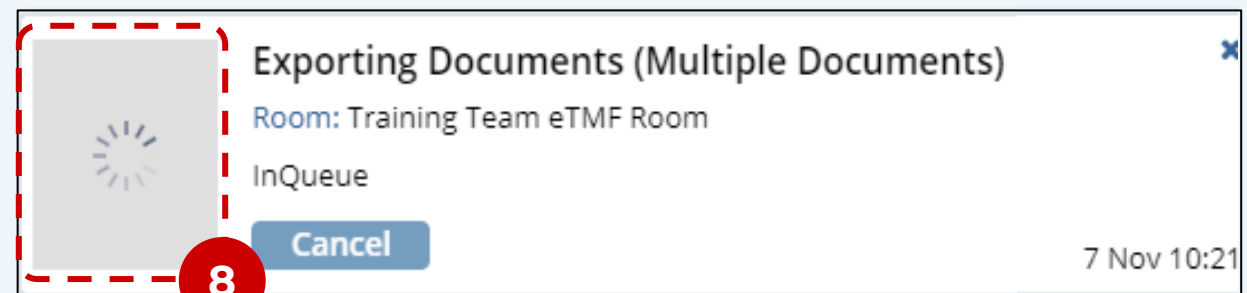 Exporting Documents (Multiple Documents)
Room: Training Team eTMF Room
InQueue
Cancel
7 Nov 10:21
8